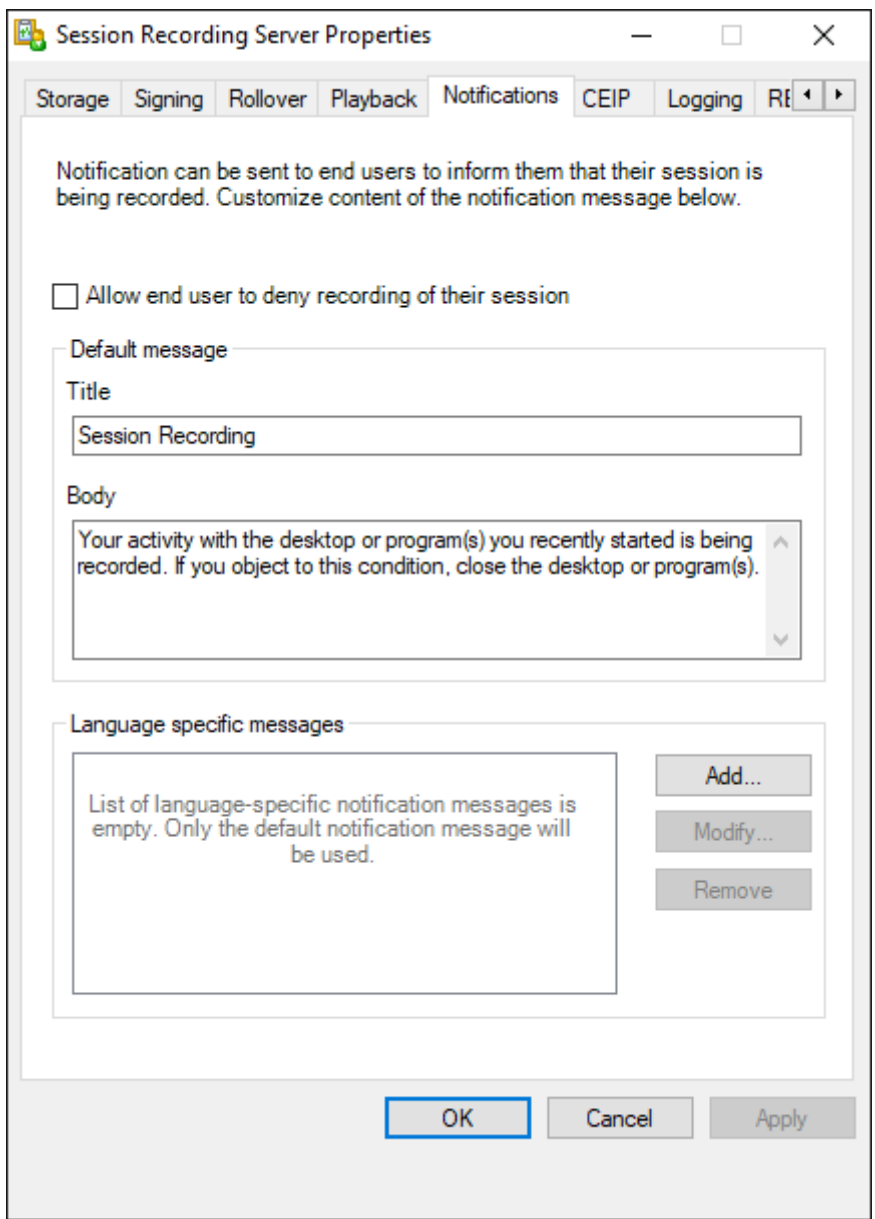 Session Recording Server Properties
Storage Signing Rollover Playback Notifications CEIP Logging
Notification can be sent to end users to inform them that their session is
being recorded. Customize content of the notification message below.
Allow end user to deny recording of their session
Default message
Title
Session Recording
Body
Your activity with the desktop or program(s) you recently started is being
recorded. If you object to this condition, close the desktop or program(s).
Language specific messages
List of language-specific notification messages is
empty. Only the default notification message will
be used.
Add...
Modify...
Remove
OK Cancel Apply